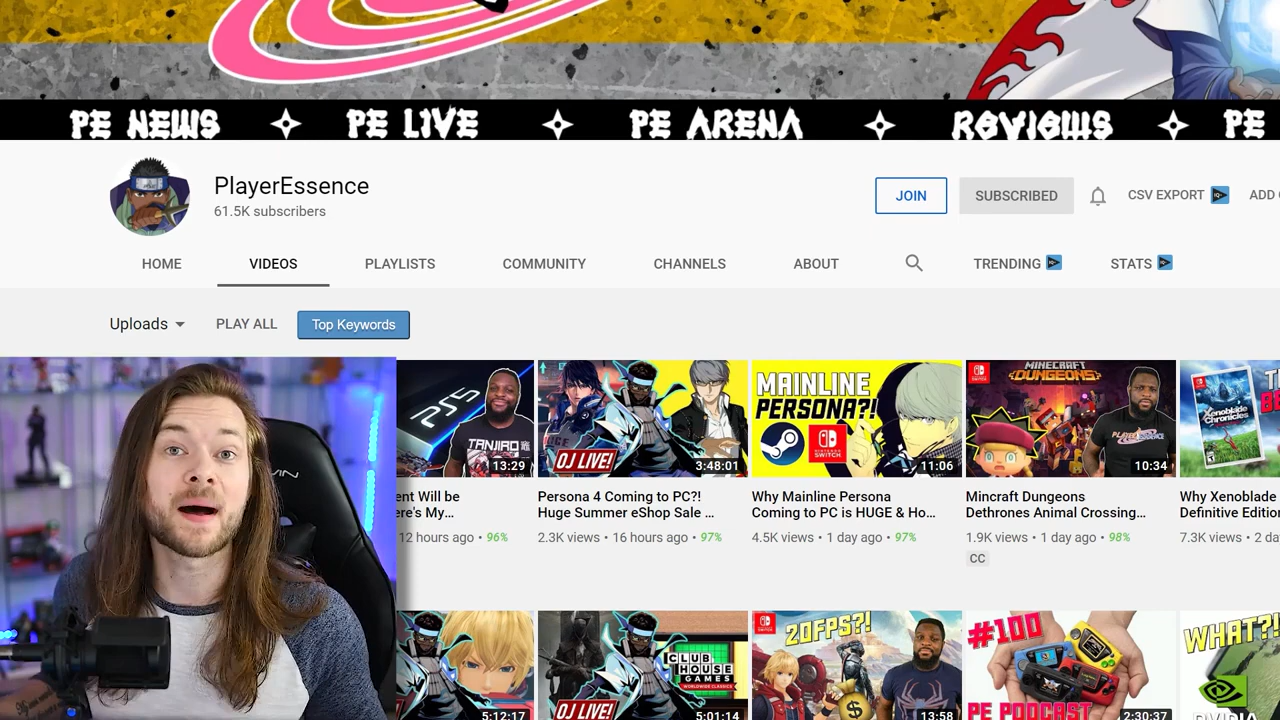 PE NEWS PE LIVE PE ARENA REVIEWS PE
PlayerEssence
61.5K subscribers
JOIN
SUBSCRIBED
CSV EXPORT
ADD
HOME
VIDEOS
PLAYLISTS
COMMUNITY
CHANNELS
ABOUT
TRENDING
STATS
Uploads
PLAY ALL
Top Keywords
PS5
TANJIRO
13:29
OJ LIVE!
3:48:01
MAINLINE
PERSONA?!
STEAM
11:06
MINECRAFT
DUNGEONS
10:34
Xenoblade
Chronicles
ent Will be
ere's My...
12 hours ago • 96%
Persona 4 Coming to PC?!
Huge Summer eShop Sale ...
2.3K views • 16 hours ago • 97%
Why Mainline Persona
Coming to PC is HUGE & Ho...
4.5K views • 1 day ago • 97%
Mincraft Dungeons
Dethrones Animal Crossing...
1.9K views • 1 day ago • 98%
CC
Why Xenoblade
Definitive Editio
7.3K views • 2 da
5:12:17
CLUB
HOUSE
GAMES
WORLDWIDE CLASSICS
OJ LIVE!
5:01:14
20FPS?!
13:58
#100
PE PODCAST
2:30:37
WHAT?!
NVIDIA